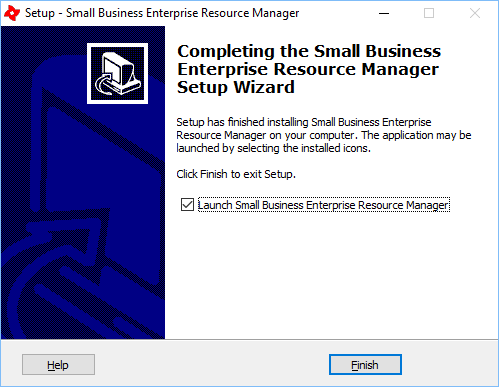 Setup - Small Business Enterprise Resource Manager
Completing the Small Business
Enterprise Resource Manager
Setup Wizard
Setup has finished installing Small Business Enterprise
Resource Manager on your computer. The application may be
launched by selecting the installed icons.
Click Finish to exit Setup.
Launch Small Business Enterprise Resource Manager
Help
Finish